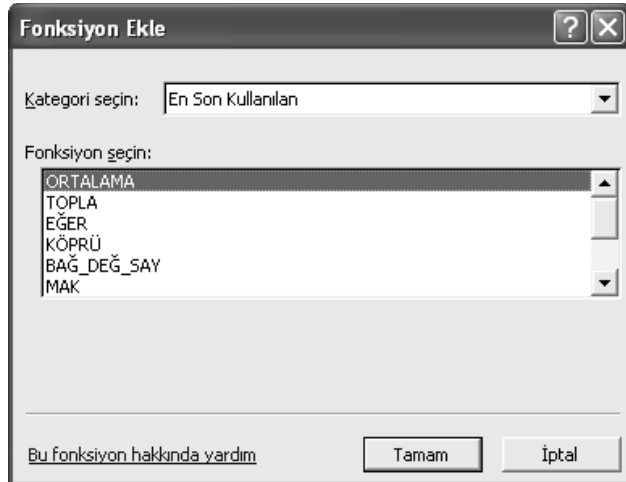 Fonksiyon Ekle
Kategori seçin: En Son Kullanılan
Fonksiyon seçin:
ORTALAMA
TOPLA
EĞER
KÖPRÜ
BAĞ_DEĞ_SAY
MAK
Bu fonksiyon hakkında yardım Tamam İptal